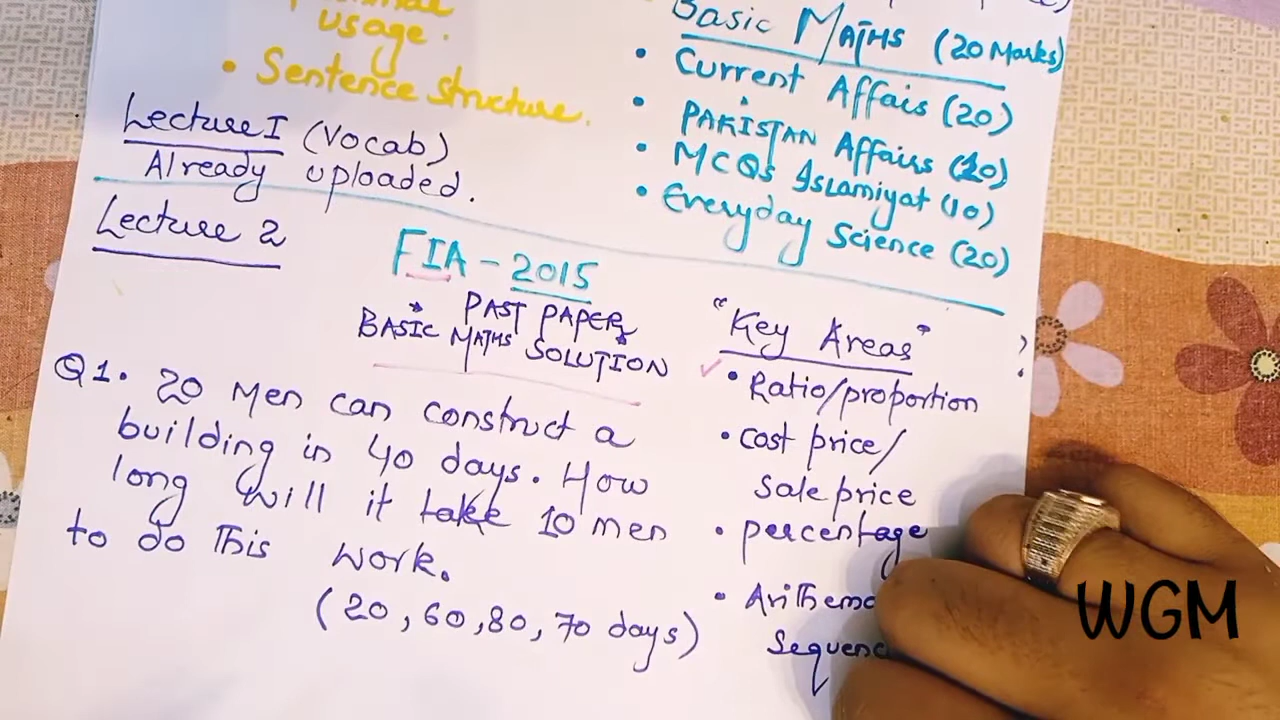 usage.
• Sentence structure.
Lecture I (Vocab)
Already uploaded.
Basic MATHS (20 Marks)
• Current Affais (20)
• PAKISTAN Affairs (20)
• MCQs Islamiyat (10)
• Everyday Science (20)
Lecture 2
FIA - 2015
PAST PAPER
BASIC MATHS SOLUTION
Q1. 20 Men can construct a
building in 40 days. How
long will it take 10 men
to do This work.
(20, 60, 80, 70 days)
"Key Areas"
• Ratio/proportion
• cost price/
sale price
• percentage
WGM